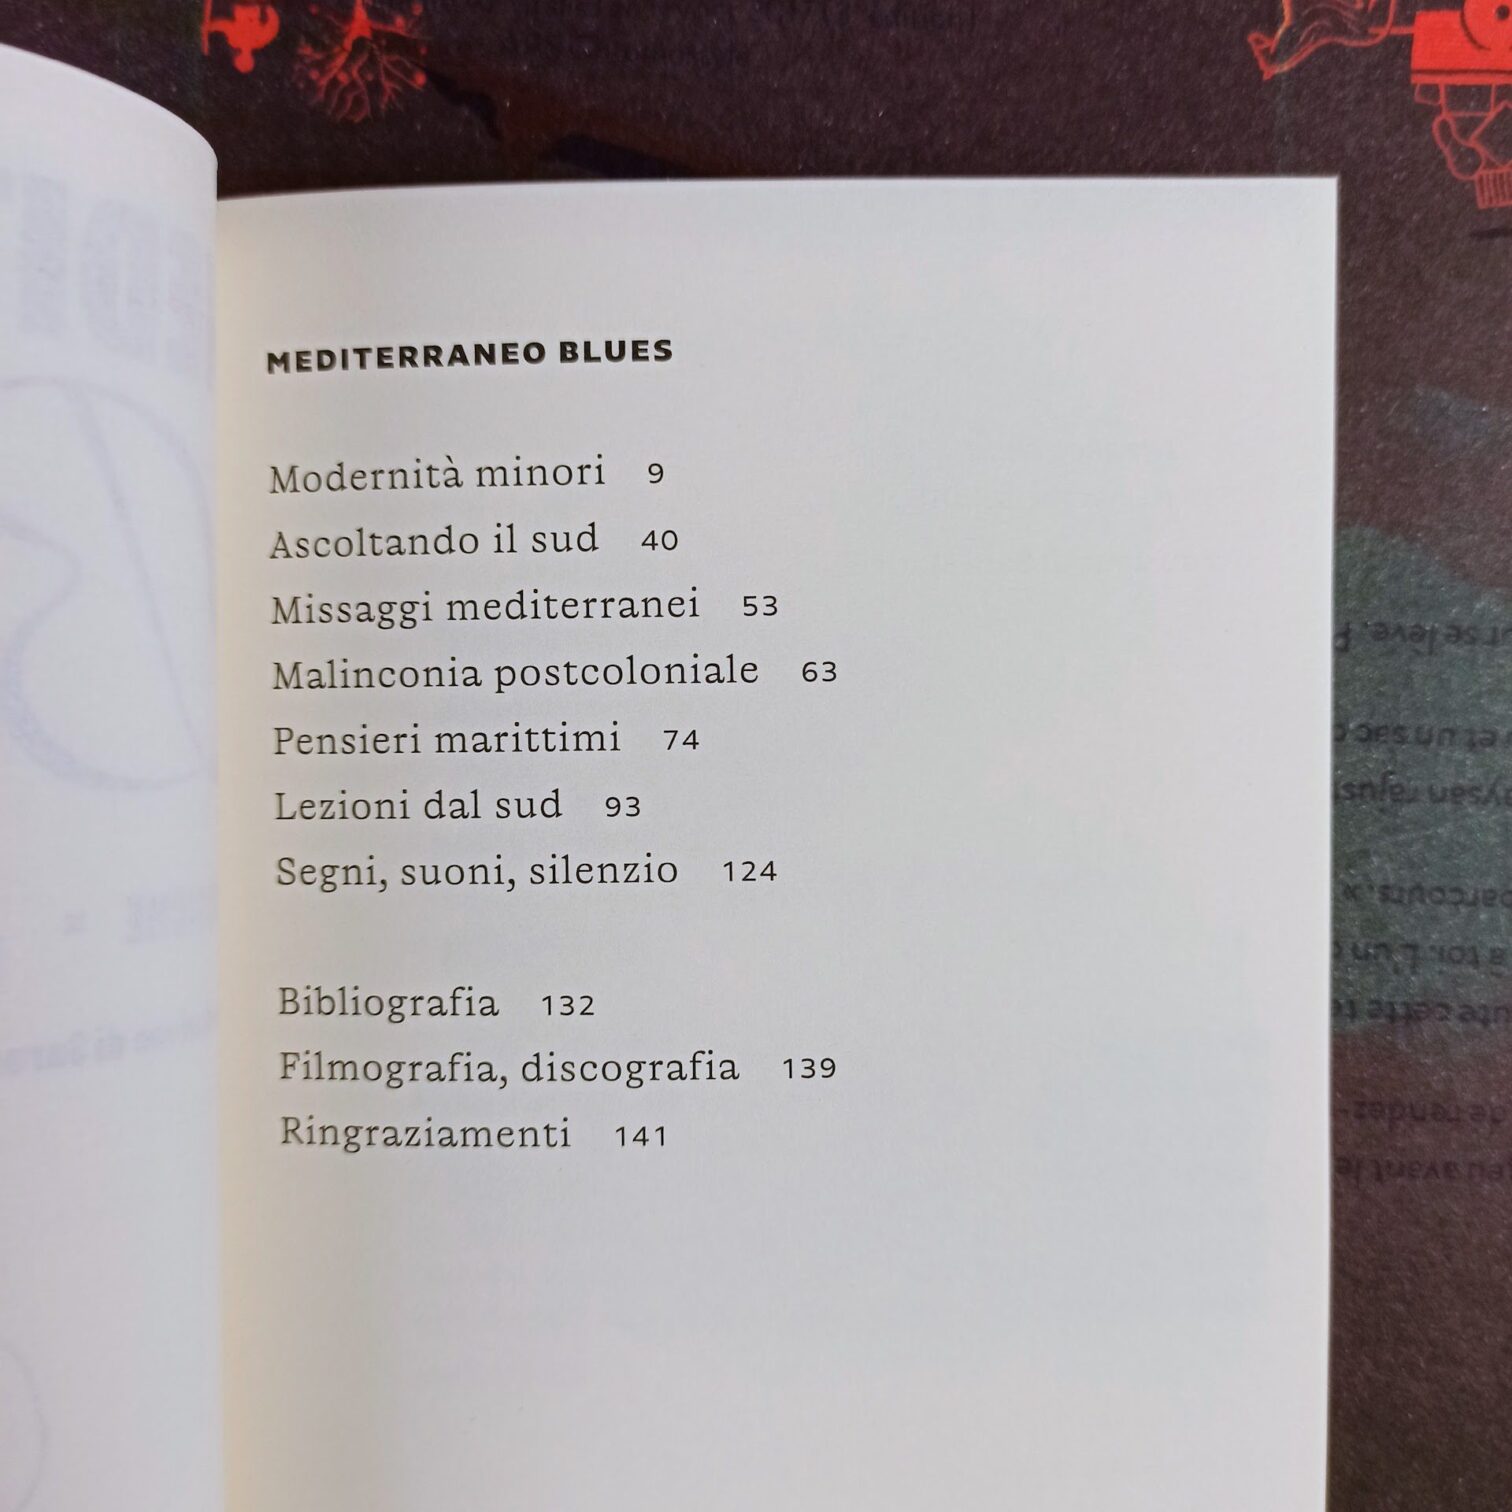 MEDITERRANEO BLUES
Modernità minori 9
Ascoltando il sud 40
Missaggi mediterranei 53
Malinconia postcoloniale 63
Pensieri marittimi 74
Lezioni dal sud 93
Segni, suoni, silenzio 124
Bibliografia 132
Filmografia, discografia 139
Ringraziamenti 141